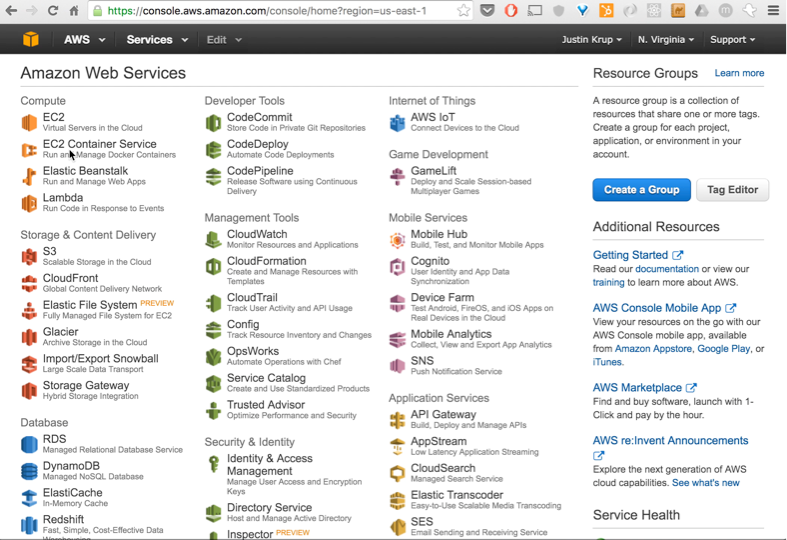 https://console.aws.amazon.com/console/home?region=us-east-1
AWS
Services
Edit
Justin Krup
N. Virginia
Support
Amazon Web Services
Compute
EC2
Virtual Servers in the Cloud
EC2 Container Service
Run and Manage Docker Containers
Elastic Beanstalk
Run and Manage Web Apps
Lambda
Run Code in Response to Events
Storage & Content Delivery
S3
Scalable Storage in the Cloud
CloudFront
Global Content Delivery Network
Elastic File System PREVIEW
Fully Managed File System for EC2
Glacier
Archive Storage in the Cloud
Import/Export Snowball
Large Scale Data Transport
Storage Gateway
Hybrid Storage Integration
Database
RDS
Managed Relational Database Service
DynamoDB
Managed NoSQL Database
ElastiCache
In-Memory Cache
Redshift
Fast, Simple, Cost-Effective Data
Warehousing
Developer Tools
CodeCommit
Store Code in Private Git Repositories
CodeDeploy
Automate Code Deployments
CodePipeline
Release Software using Continuous
Delivery
Management Tools
CloudWatch
Monitor Resources and Applications
CloudFormation
Create and Manage Resources with
Templates
CloudTrail
Track User Activity and API Usage
Config
Track Resource Inventory and Changes
OpsWorks
Automate Operations with Chef
Service Catalog
Create and Use Standardized Products
Trusted Advisor
Optimize Performance and Security
Security & Identity
Identity & Access
Management
Manage User Access and Encryption
Keys
Directory Service
Host and Manage Active Directory
Inspector PREVIEW
Internet of Things
AWS IoT
Connect Devices to the Cloud
Game Development
GameLift
Deploy and Scale Session-based
Multiplayer Games
Mobile Services
Mobile Hub
Build, Test, and Monitor Mobile Apps
Cognito
User Identity and App Data
Synchronization
Device Farm
Test Android, FireOS, and iOS Apps on
Real Devices in the Cloud
Mobile Analytics
Collect, View and Export App Analytics
SNS
Push Notification Service
Application Services
API Gateway
Build, Deploy and Manage APIs
AppStream
Low Latency Application Streaming
CloudSearch
Managed Search Service
Elastic Transcoder
Easy-to-Use Scalable Media Transcoding
SES
Email Sending and Receiving Service
Resource Groups
Learn more
A resource group is a collection of
resources that share one or more tags.
Create a group for each project,
application, or environment in your
account.
Create a Group
Tag Editor
Additional Resources
Getting Started
Read our documentation or view our
training to learn more about AWS.
AWS Console Mobile App
View your resources on the go with our
AWS Console mobile app, available
from Amazon Appstore, Google Play, or
iTunes.
AWS Marketplace
Find and buy software, launch with 1-
Click and pay by the hour.
AWS re:Invent Announcements
Explore the next generation of AWS
cloud capabilities. See what's new
Service Health